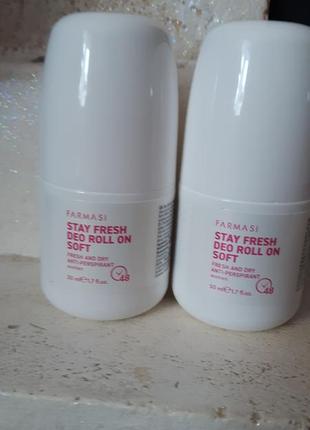 FARMASİ
STAY FRESH
DEO ROLL ON
SOFT
FRESH AND DRY
ANTI-PERSPIRANT
women
48
50 ml ℮ 1.7 fl.oz.
FARMASİ
STAY FRESH
DEO ROLL ON
SOFT
FRESH AND DRY
ANTI-PERSPIRANT
women
48
50 ml ℮ 1.7 fl.oz.